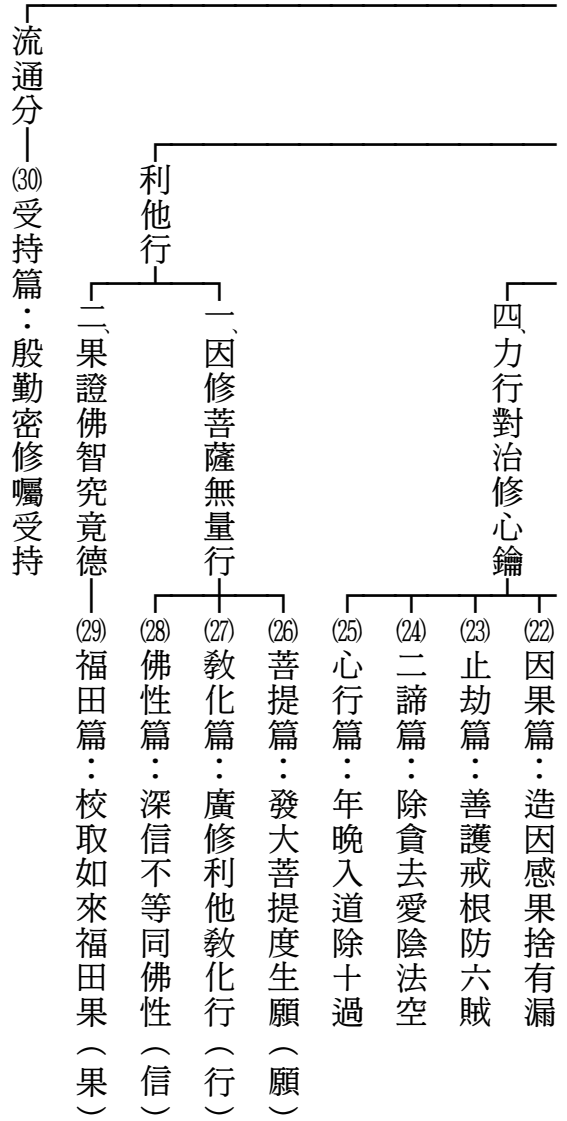 四、力行對治修心鑰
(22)因果篇：造因感果捨有漏
(23)止劫篇：善護戒根防六賊
(24)二諦篇：除貪去愛陰法空
(25)心行篇：年晚入道除十過
利他行
一、因修菩薩無量行
(26)菩提篇：發大菩提度生願（願）
(27)敎化篇：廣修利他敎化行（行）
(28)佛性篇：深信不等同佛性（信）
二、果證佛智究竟德
(29)福田篇：校取如來福田果（果）
流通分
(30)受持篇：殷勤密修囑受持